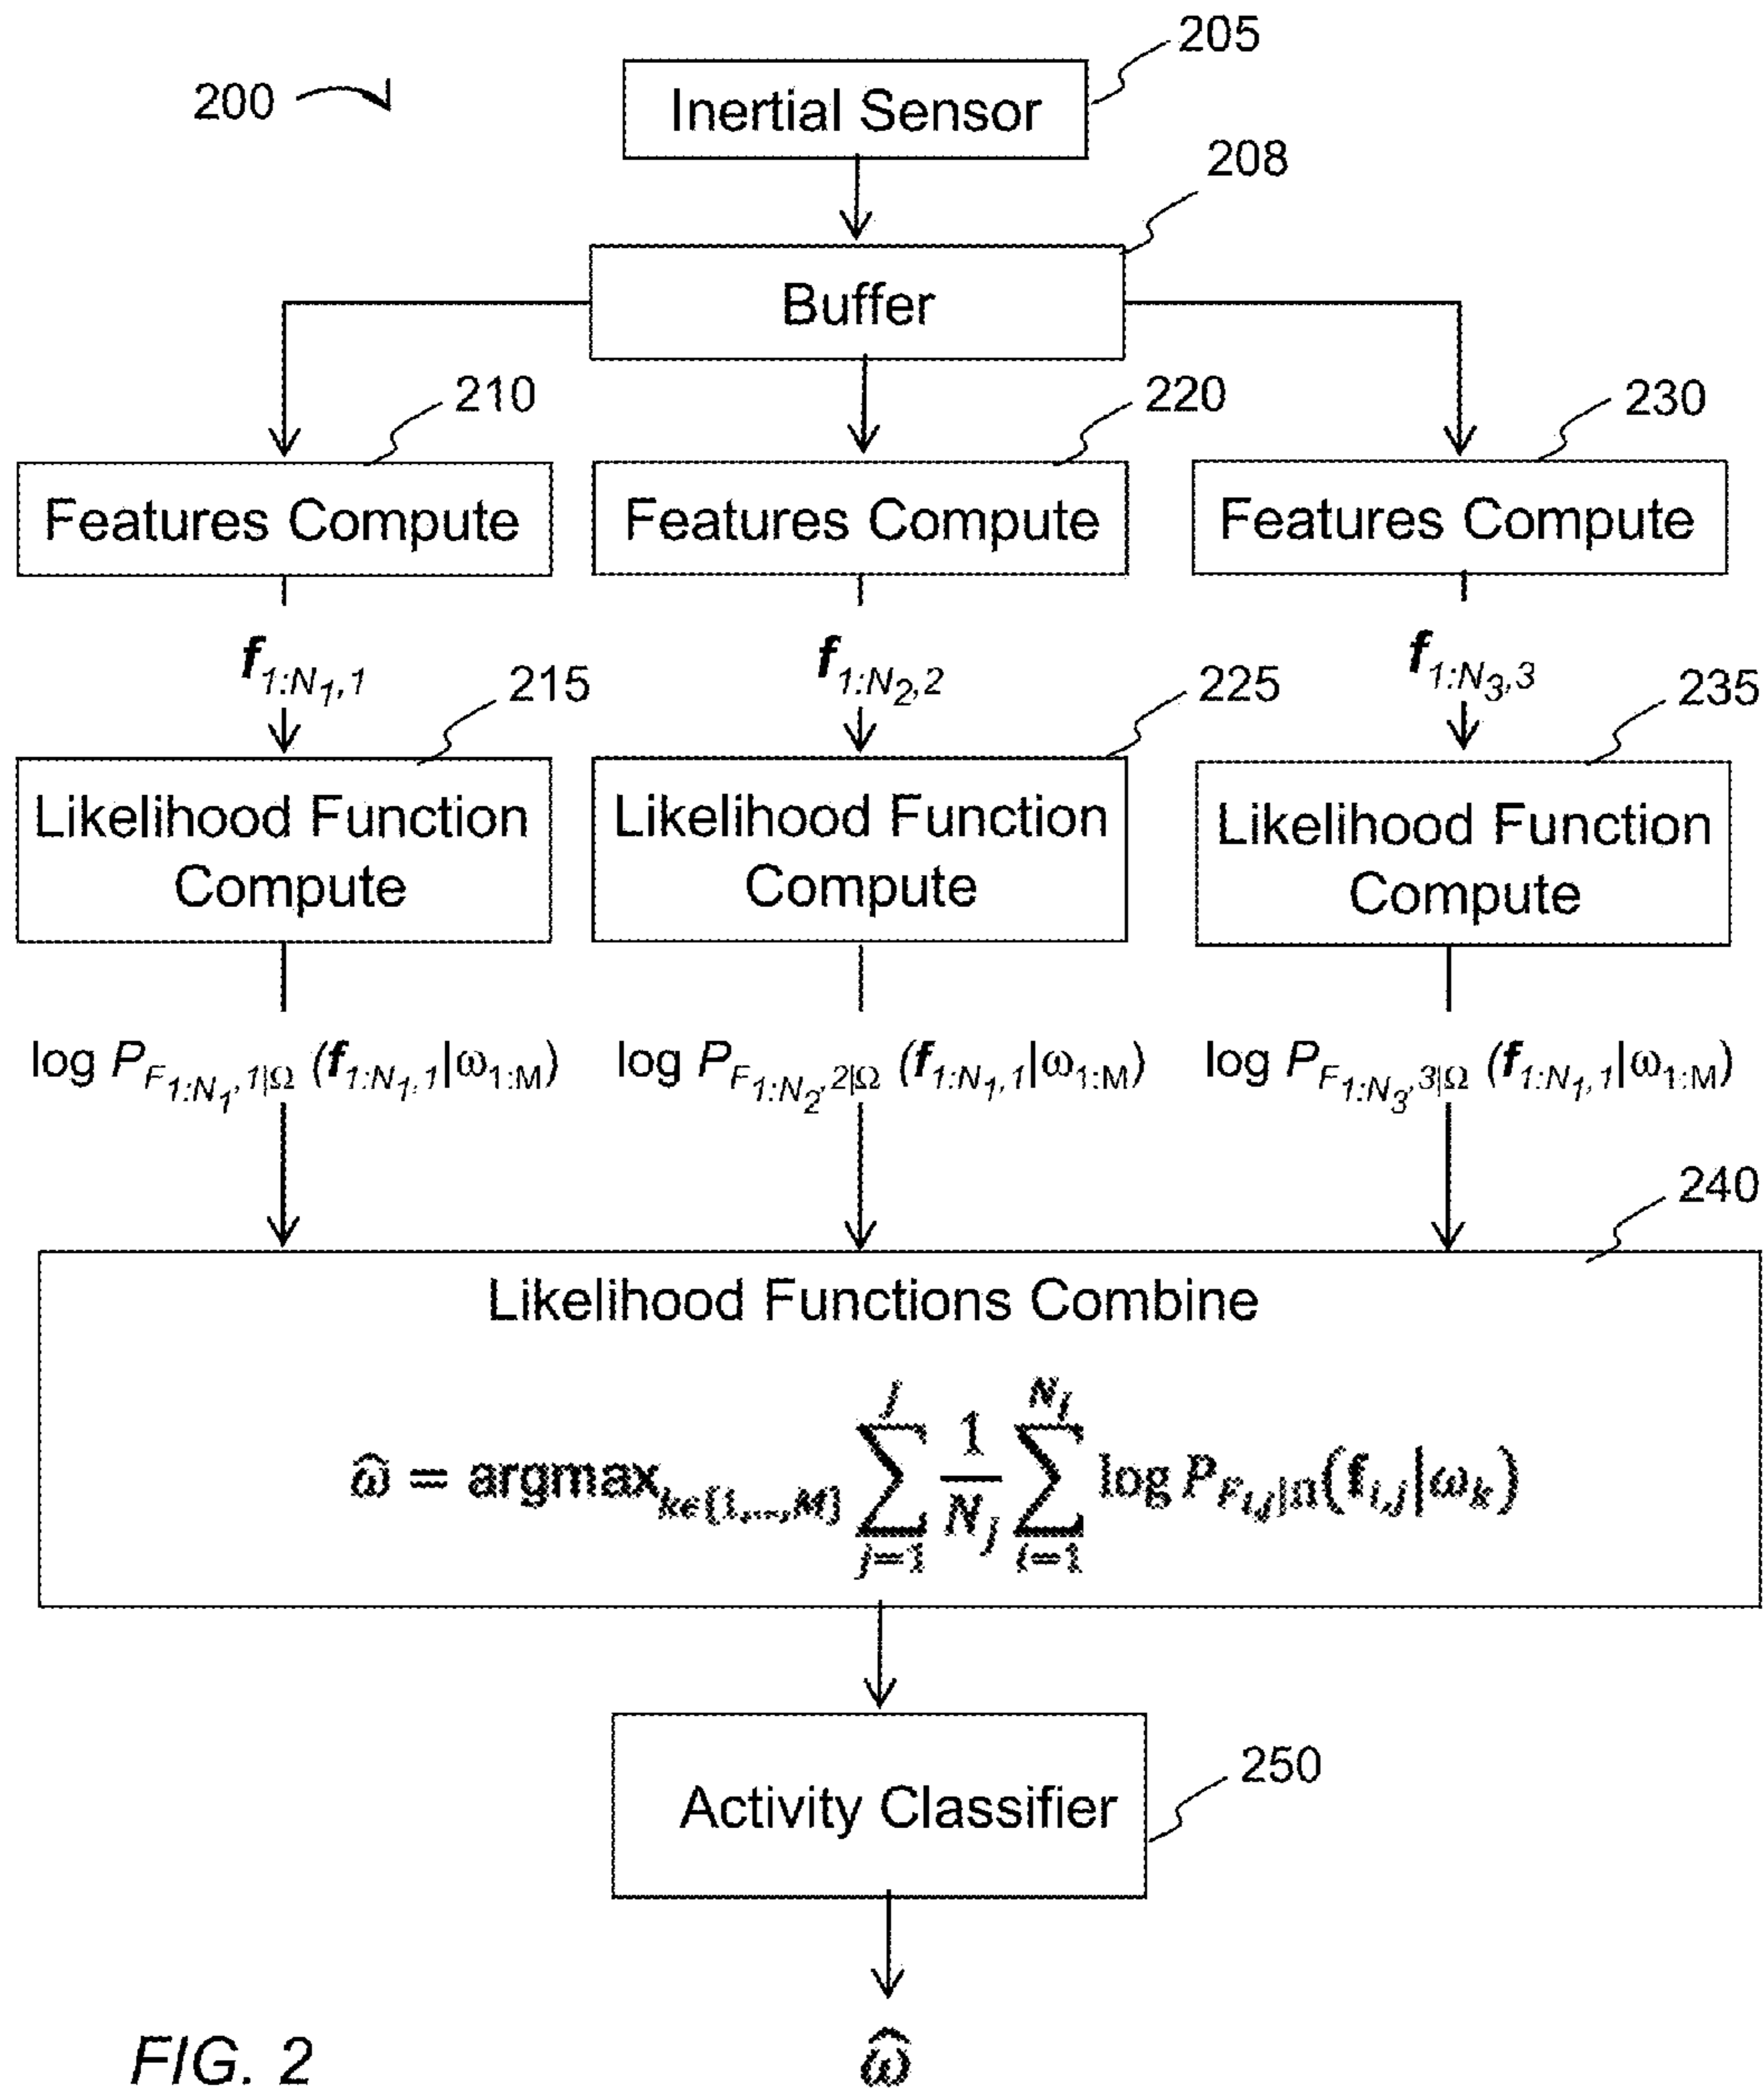 205
200
Inertial Sensor
208
Buffer
210
220
230
Features Compute
Features Compute
Features Compute
f1:N1,1
f1:N2,2
f1:N3,3
215
225
235
Likelihood Function
Compute
Likelihood Function
Compute
Likelihood Function
Compute
log PF1:N1,1|Ω (f1:N1,1|ω1:M)
log PF1:N2,2|Ω (f1:N1,1|ω1:M)
log PF1:N3,3|Ω (f1:N1,1|ω1:M)
240
Likelihood Functions Combine
ω̂ = argmaxk∈{1,...,M} ∑j=1J 1/Nj ∑i=1Nj log PFi,j|Ω(fi,j|ωk)
Activity Classifier
250
FIG. 2
ω̂